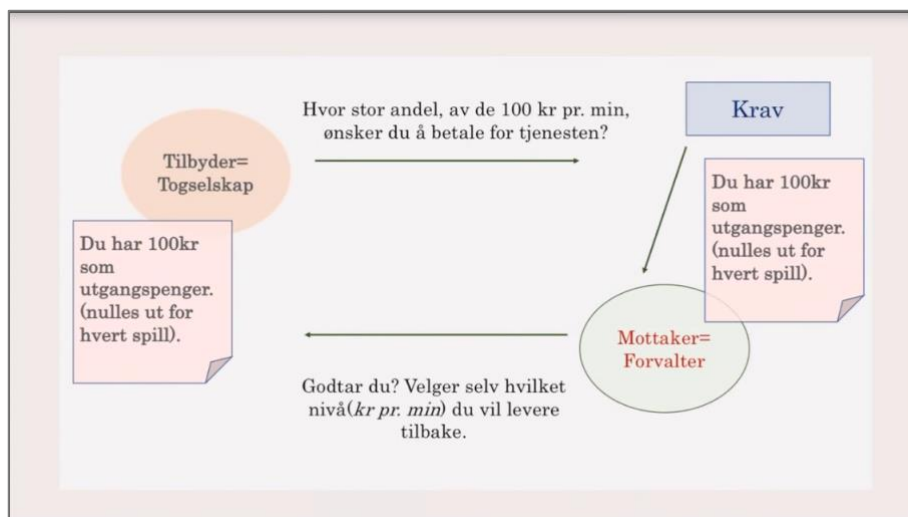 Hvor stor andel, av de 100 kr pr. min,
ønsker du å betale for tjenesten?
Krav
Tilbyder=
Togselskap
Du har 100kr
som
utgangspenger.
(nulles ut for
hvert spill).
Du har 100kr
som
utgangspenger.
(nulles ut for
hvert spill).
Mottaker=
Forvalter
Godtar du? Velger selv hvilket
nivå(kr pr. min) du vil levere
tilbake.